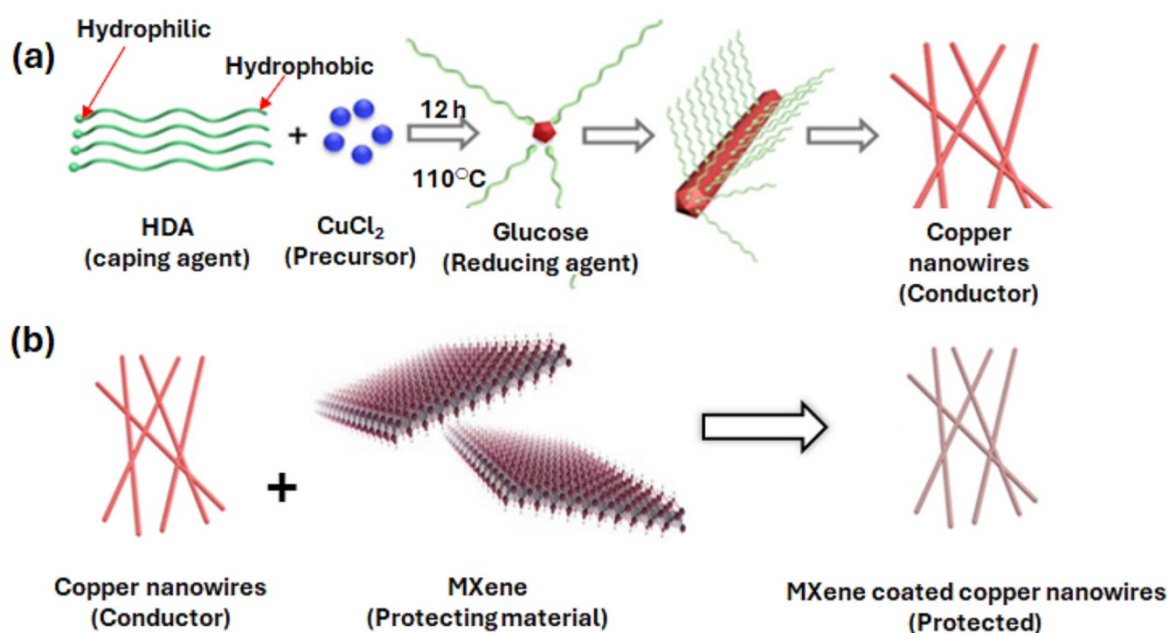 (a)
Hydrophilic
Hydrophobic
+
12 h
110°C
HDA
(caping agent)
CuCl₂
(Precursor)
Glucose
(Reducing agent)
Copper
nanowires
(Conductor)
(b)
+
Copper nanowires
(Conductor)
MXene
(Protecting material)
MXene coated copper nanowires
(Protected)